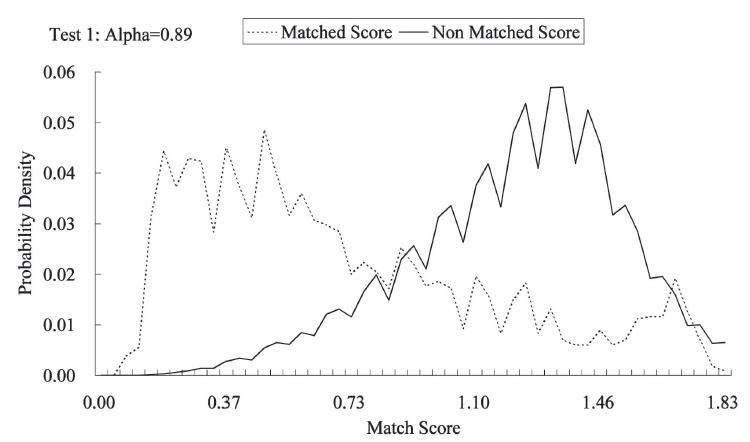 Test 1: Alpha=0.89
Matched Score
Non Matched Score
0.06
0.05
0.04
0.03
0.02
0.01
0.00
Probability Density
0.00 0.37 0.73 1.10 1.46 1.83
Match Score